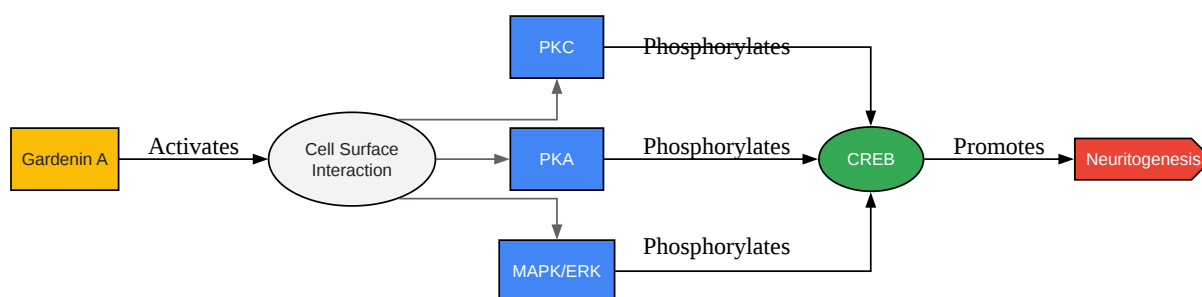 PKC
Phosphorylates
Gardenin A
Activates
Cell Surface
Interaction
PKA
Phosphorylates
CREB
Promotes
Neuritogenesis
MAPK/ERK
Phosphorylates